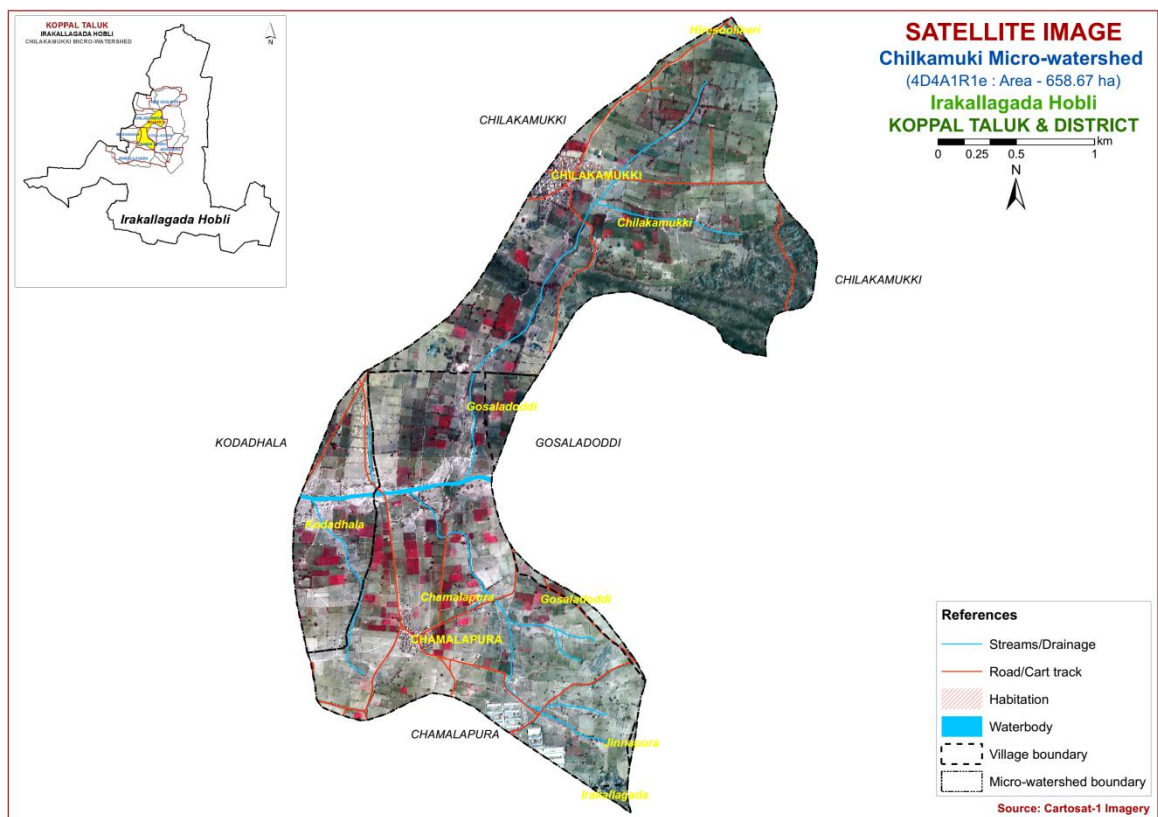 KOPPAL TALUK
IRAKALLAGADA HOBLI
CHILAKAMUKKI MICRO-WATERSHED
N
Irakallagada Hobli
SATELLITE IMAGE
Chilkamuki Micro-watershed
(4D4A1R1e : Area - 658.67 ha)
Irakallagada Hobli
KOPPAL TALUK & DISTRICT
km
0 0.25 0.5 1
N
Hiresoolikeri
CHILAKAMUKKI
CHILAKAMUKKI
Chilakamukki
CHILAKAMUKKI
Gosaladoddi
KODADHALA
GOSALADODDI
Kodadhala
Chamalapura
Gosaladoddi
CHAMALAPURA
CHAMALAPURA
Jinnapura
Irakallagada
References
Streams/Drainage
Road/Cart track
Habitation
Waterbody
Village boundary
Micro-watershed boundary
Source: Cartosat-1 Imagery